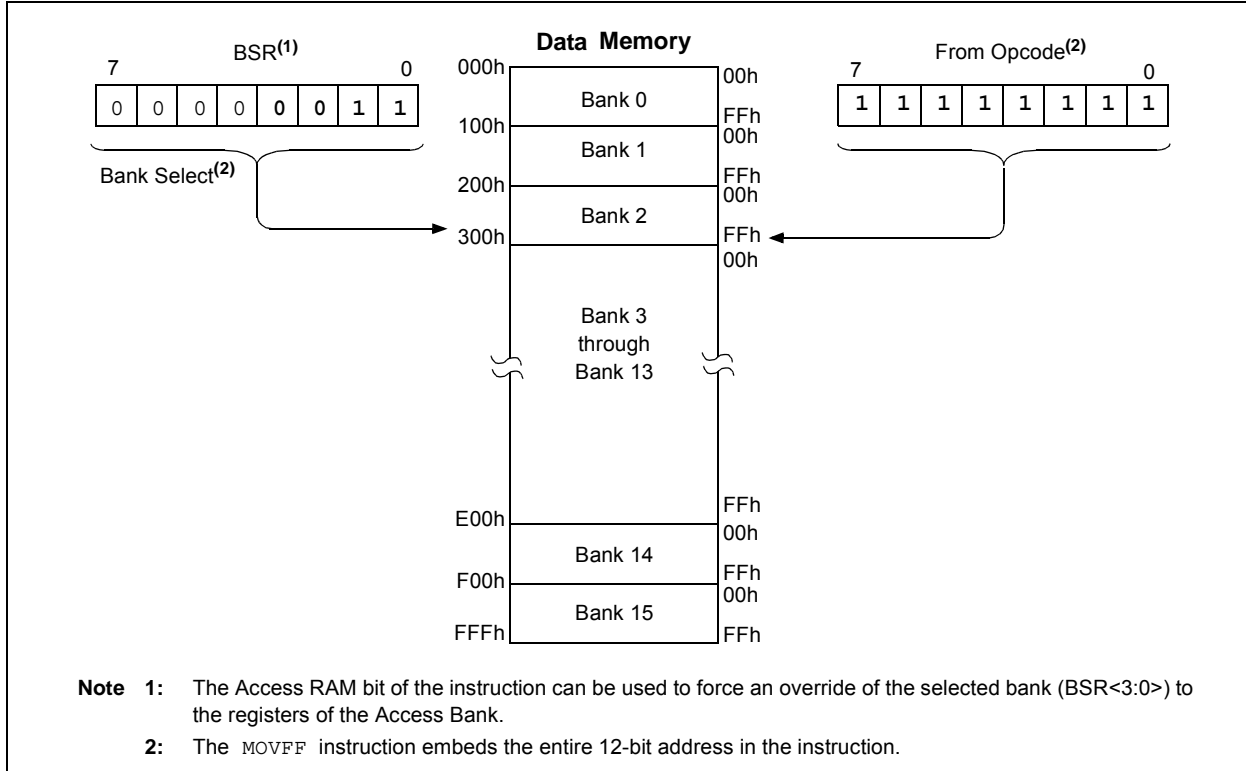 BSR(1)
7 0
0 0 0 0 0 0 1 1
Bank Select(2)
Data Memory
000h
00h
Bank 0
FFh
100h
00h
Bank 1
FFh
200h
00h
Bank 2
300h
FFh
00h
Bank 3
through
Bank 13
FFh
E00h
00h
Bank 14
FFh
F00h
00h
Bank 15
FFFh
FFh
From Opcode(2)
7 0
1 1 1 1 1 1 1 1
Note 1: The Access RAM bit of the instruction can be used to force an override of the selected bank (BSR<3:0>) to
the registers of the Access Bank.
2: The MOVFF instruction embeds the entire 12-bit address in the instruction.